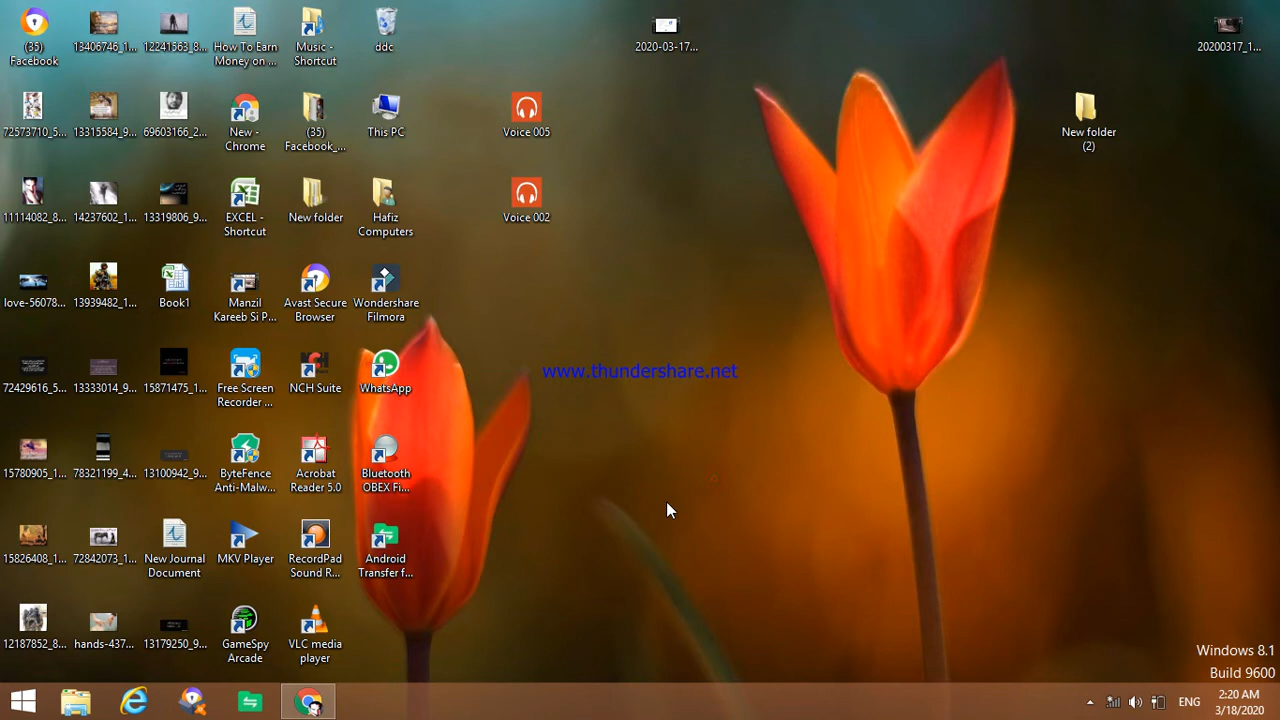 (35)
Facebook
13406746_1...
12241563_8...
How To Earn
Money on ...
Music -
Shortcut
ddc
2020-03-17...
20200317_1...
72573710_5...
13315584_9...
69603166_2...
New -
Chrome
(35)
Facebook_...
This PC
Voice 005
New folder
(2)
11114082_8...
14237602_1...
13319806_9...
EXCEL -
Shortcut
New folder
Hafiz
Computers
Voice 002
love-56078...
13939482_1...
Book1
Manzil
Kareeb Si P...
Avast Secure
Browser
Wondershare
Filmora
www.thundershare.net
72429616_5...
13333014_9...
15871475_1...
Free Screen
Recorder ...
NCH Suite
WhatsApp
15780905_1...
78321199_4...
13100942_9...
ByteFence
Anti-Malw...
Acrobat
Reader 5.0
Bluetooth
OBEX Fi...
15826408_1...
72842073_1...
New Journal
Document
MKV Player
RecordPad
Sound R...
Android
Transfer f...
12187852_8...
hands-437...
13179250_9...
GameSpy
Arcade
VLC media
player
Windows 8.1
Build 9600
ENG
2:20 AM
3/18/2020